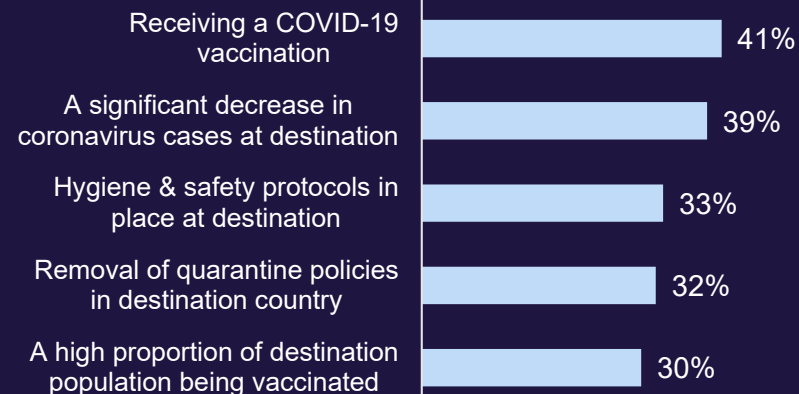 Receiving a COVID-19
vaccination
41%
A significant decrease in
coronavirus cases at destination
39%
Hygiene & safety protocols in
place at destination
33%
Removal of quarantine policies
in destination country
32%
A high proportion of destination
population being vaccinated
30%